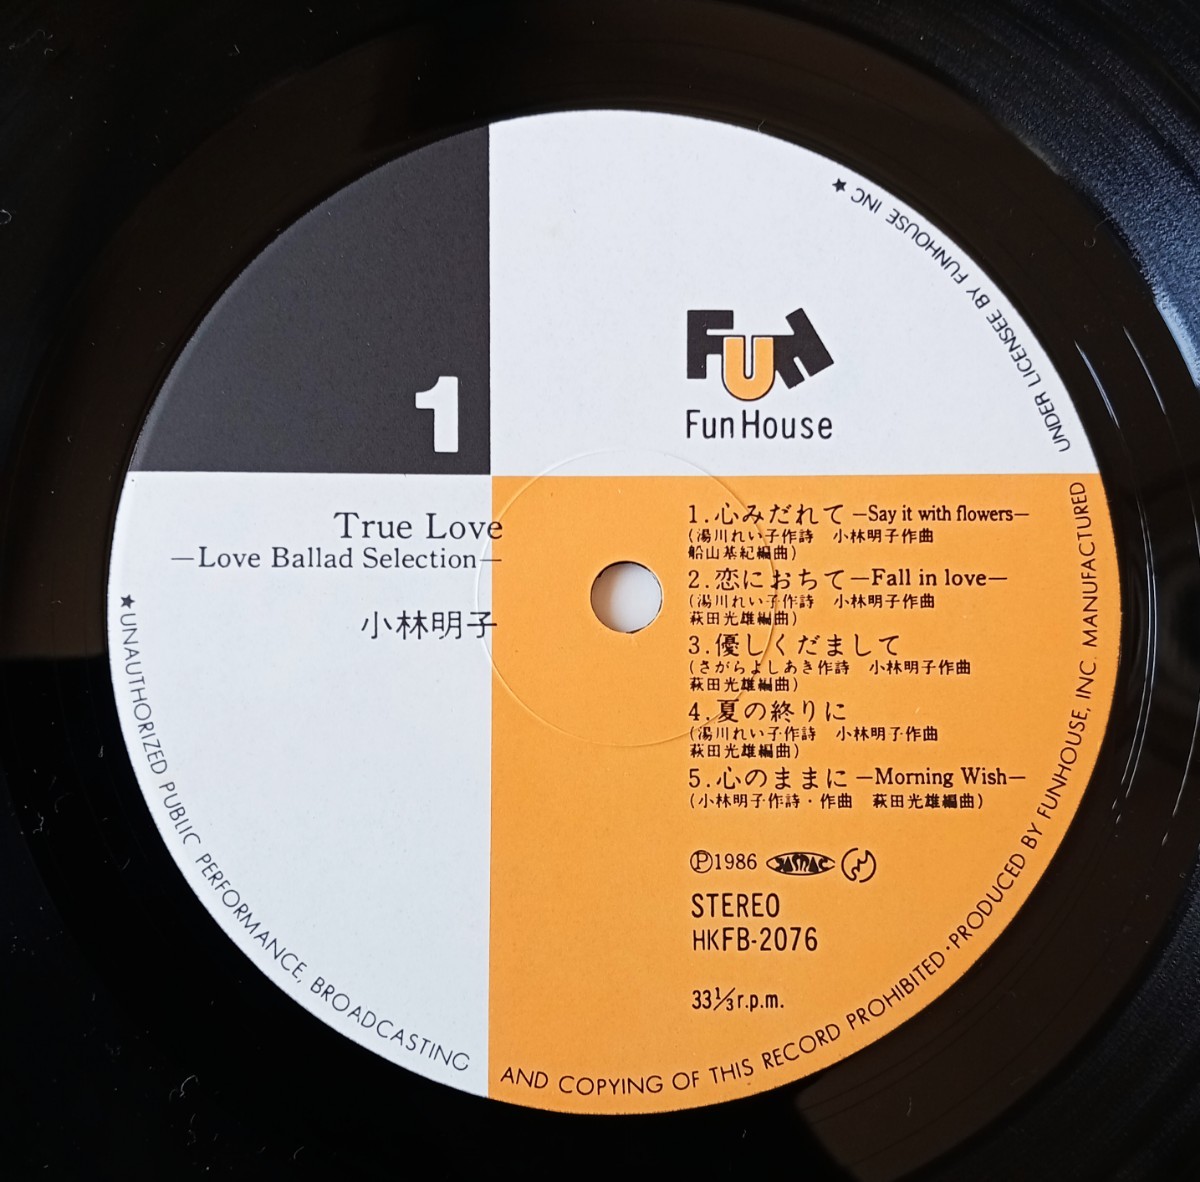 1
FUN
Fun House
True Love
—Love Ballad Selection—
小林明子
1.心みだれて —Say it with flowers—
(湯川れい子作詩 小林明子作曲
船山基紀編曲)
2.恋におちて —Fall in love—
(湯川れい子作詩 小林明子作曲
萩田光雄編曲)
3.優しくだまして
(さがらよしあき作詩 小林明子作曲
萩田光雄編曲)
4.夏の終りに
(湯川れい子作詩 小林明子作曲
萩田光雄編曲)
5.心のままに —Morning Wish—
(小林明子作詩・作曲 萩田光雄編曲)
Ⓟ1986 JASRAC
STEREO
HKFB-2076
33⅓r.p.m.
★UNAUTHORIZED PUBLIC PERFORMANCE, BROADCASTING AND COPYING OF THIS RECORD PROHIBITED・PRODUCED BY FUNHOUSE, INC. MANUFACTURED UNDER LICENSEE BY FUNHOUSE INC ★